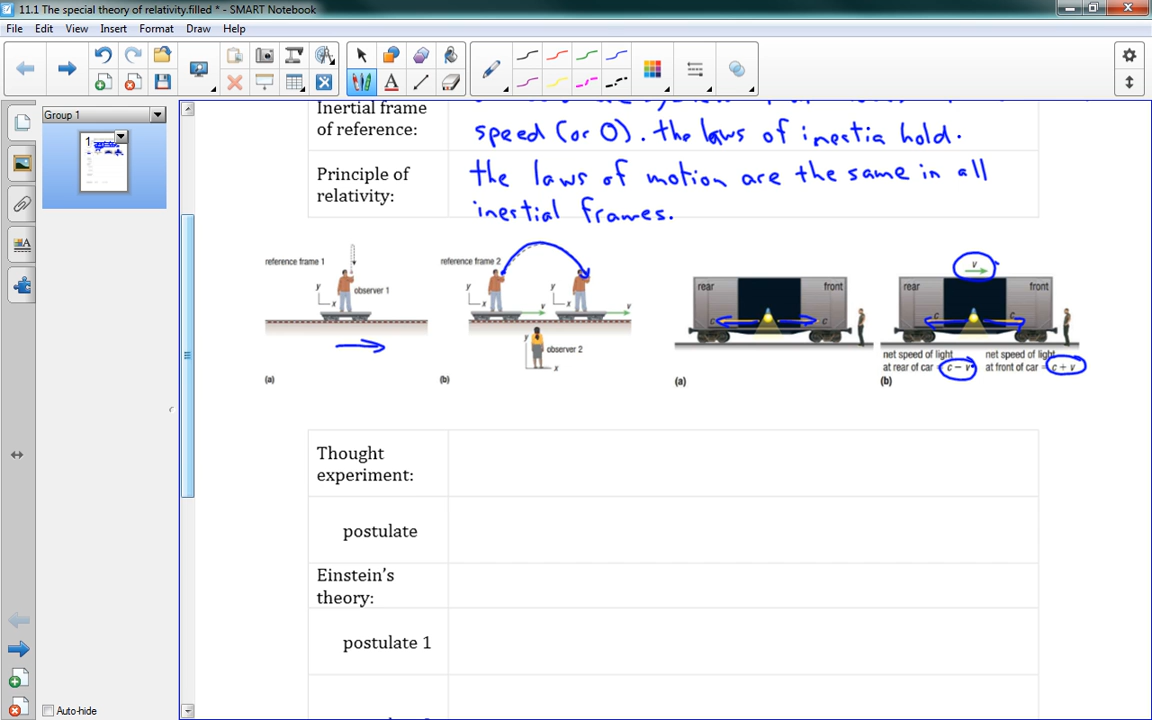 11.1 The special theory of relativity.filled * - SMART Notebook
File Edit View Insert Format Draw Help
Group 1
1
Inertial frame
of reference:
speed (or 0). the laws of inertia hold.
Principle of
relativity:
the laws of motion are the same in all
inertial frames.
reference frame 1
y
x
observer 1
(a)
reference frame 2
y
x
y
x
v
v
y
x
observer 2
(b)
rear
front
c
c
(a)
v
rear
front
c
c
net speed of light
at rear of car = c – v
net speed of light
at front of car = c + v
(b)
Thought
experiment:
postulate
Einstein's
theory:
postulate 1
Auto-hide